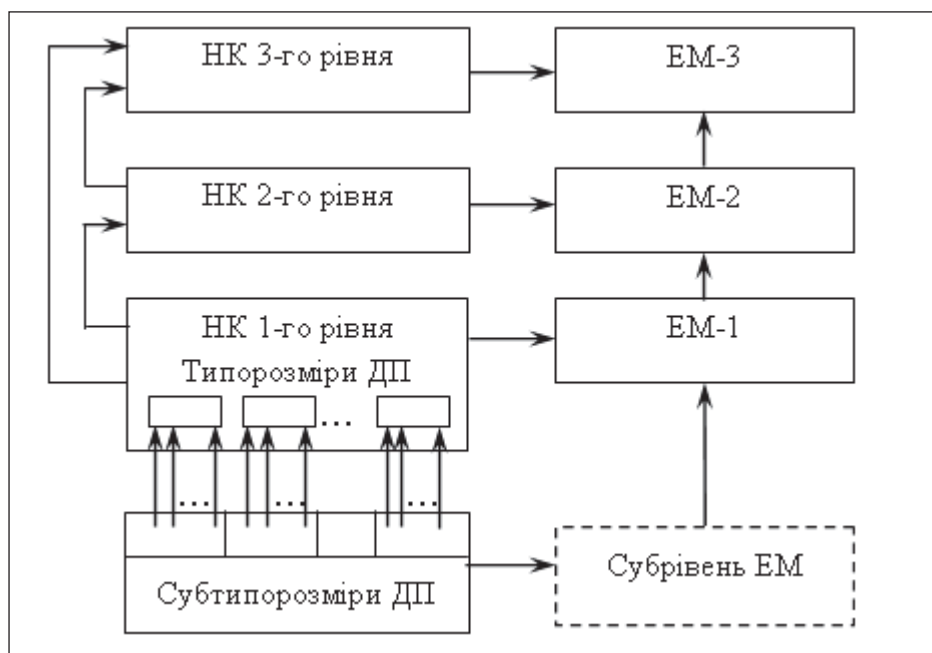 НК 3-го рівня
ЕМ-3
НК 2-го рівня
ЕМ-2
НК 1-го рівня
ЕМ-1
Типорозміри ДП
...
... ... ...
Субтипорозміри ДП
Субрівень ЕМ